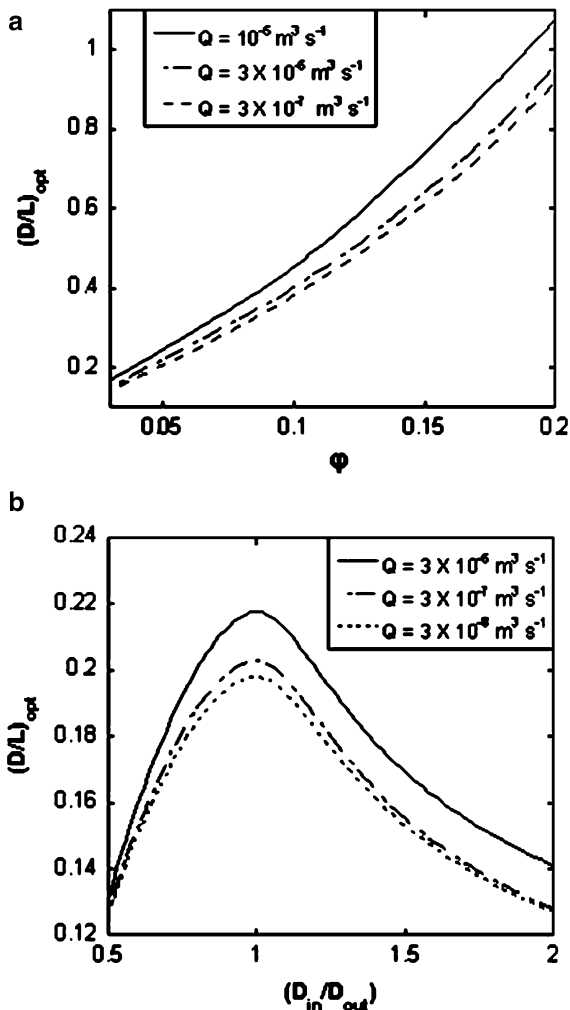 a
(D/L)opt
1
0.8
0.6
0.4
0.2
Q = 10⁻⁵ m³ s⁻¹
Q = 3 X 10⁻⁶ m³ s⁻¹
Q = 3 X 10⁻⁷ m³ s⁻¹
0.05 0.1 0.15 0.2
φ
b
(D/L)opt
0.24
0.22
0.2
0.18
0.16
0.14
0.12
Q = 3 X 10⁻⁶ m³ s⁻¹
Q = 3 X 10⁻⁷ m³ s⁻¹
Q = 3 X 10⁻⁸ m³ s⁻¹
0.5 1 1.5 2
(Din/Dout)